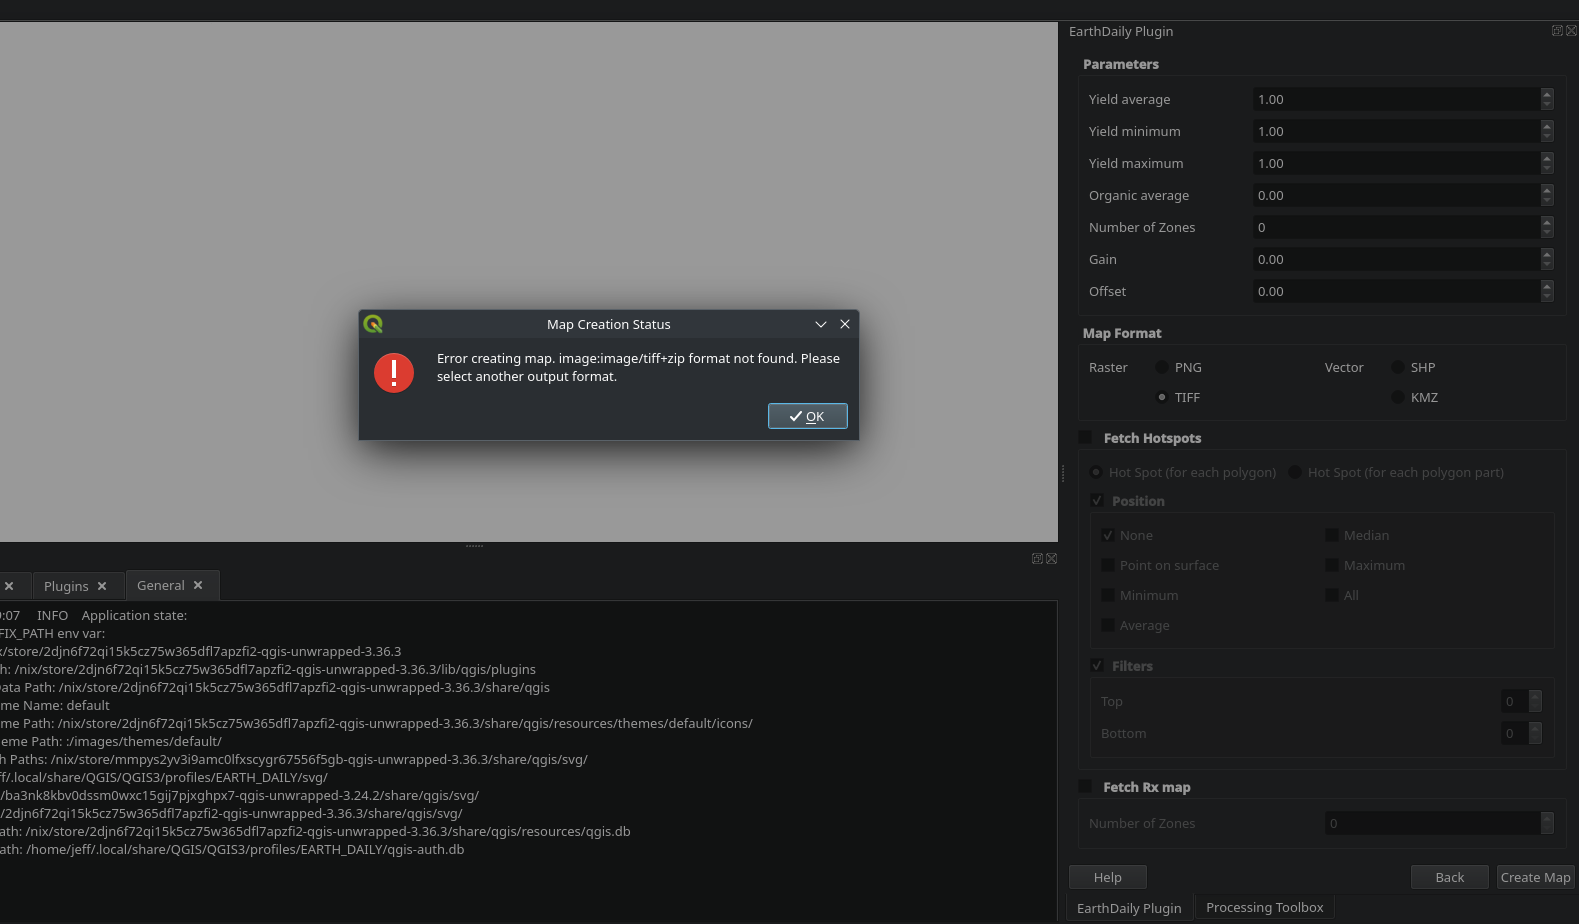 EarthDaily Plugin
Parameters
Yield average 1.00
Yield minimum 1.00
Yield maximum 1.00
Organic average 0.00
Number of Zones 0
Gain 0.00
Offset 0.00
Map Creation Status
Error creating map. image:image/tiff+zip format not found. Please
select another output format.
OK
Map Format
Raster PNG Vector SHP
TIFF KMZ
Fetch Hotspots
Hot Spot (for each polygon) Hot Spot (for each polygon part)
Position
None Median
Point on surface Maximum
Minimum All
Average
Filters
Top 0
Bottom 0
Fetch Rx map
Number of Zones 0
Help Back Create Map
EarthDaily Plugin Processing Toolbox
Plugins General
:07 INFO Application state:
FIX_PATH env var:
x/store/2djn6f72qi15k5cz75w365dfl7apzfi2-qgis-unwrapped-3.36.3
h: /nix/store/2djn6f72qi15k5cz75w365dfl7apzfi2-qgis-unwrapped-3.36.3/lib/qgis/plugins
ata Path: /nix/store/2djn6f72qi15k5cz75w365dfl7apzfi2-qgis-unwrapped-3.36.3/share/qgis
me Name: default
me Path: /nix/store/2djn6f72qi15k5cz75w365dfl7apzfi2-qgis-unwrapped-3.36.3/share/qgis/resources/themes/default/icons/
eme Path: :/images/themes/default/
h Paths: /nix/store/mmpys2yv3i9amc0lfxscygr67556f5gb-qgis-unwrapped-3.36.3/share/qgis/svg/
ff/.local/share/QGIS/QGIS3/profiles/EARTH_DAILY/svg/
/ba3nk8kbv0dssm0wxc15gij7pjxghpx7-qgis-unwrapped-3.24.2/share/qgis/svg/
/2djn6f72qi15k5cz75w365dfl7apzfi2-qgis-unwrapped-3.36.3/share/qgis/svg/
ath: /nix/store/2djn6f72qi15k5cz75w365dfl7apzfi2-qgis-unwrapped-3.36.3/share/qgis/resources/qgis.db
ath: /home/jeff/.local/share/QGIS/QGIS3/profiles/EARTH_DAILY/qgis-auth.db